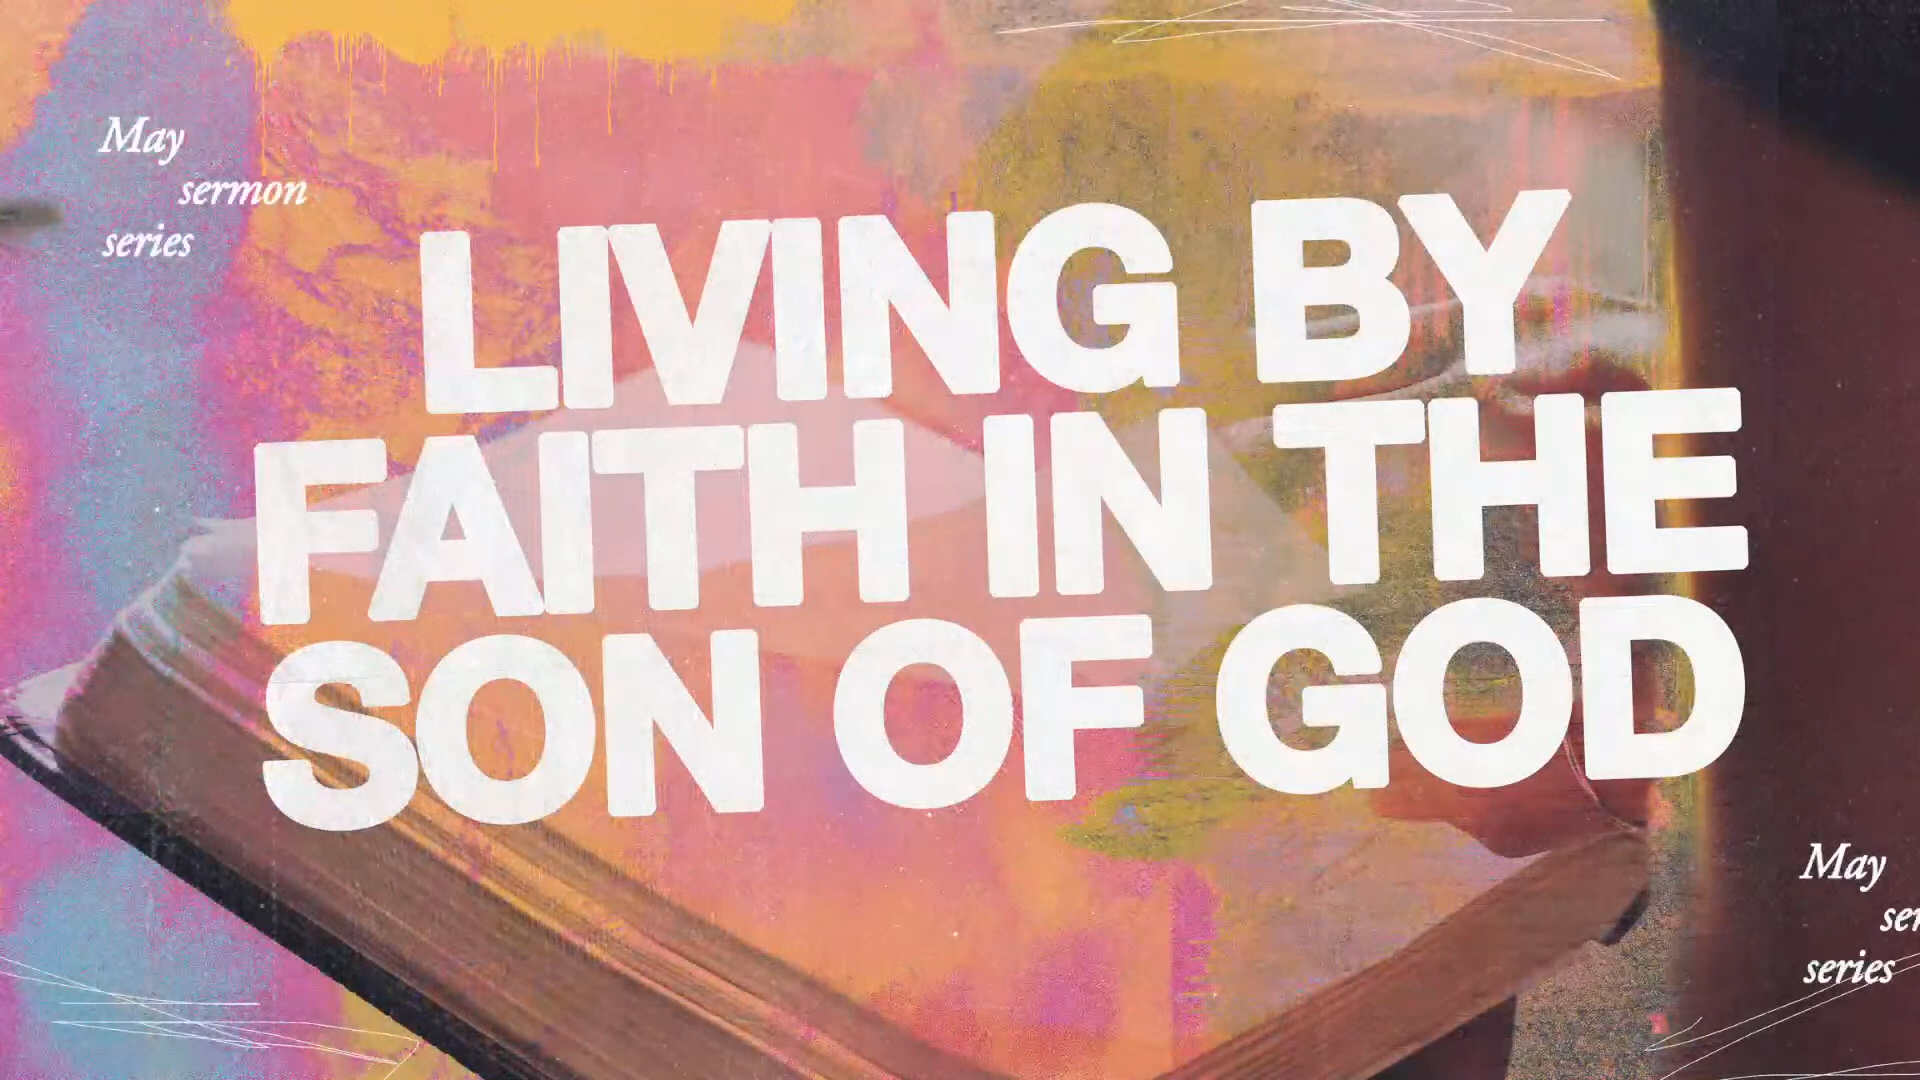 May
sermon
series
LIVING BY
FAITH IN THE
SON OF GOD
May
series